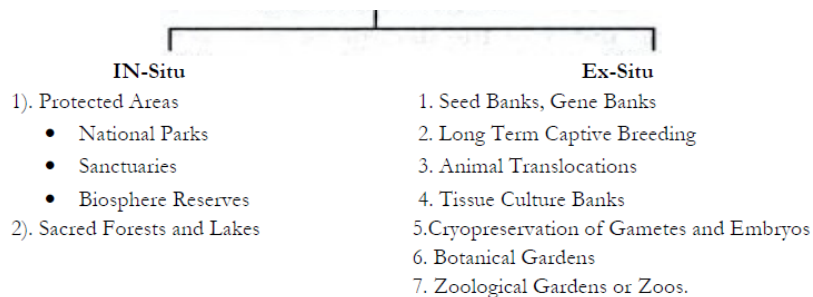 IN-Situ
1). Protected Areas
• National Parks
• Sanctuaries
• Biosphere Reserves
2). Sacred Forests and Lakes
Ex-Situ
1. Seed Banks, Gene Banks
2. Long Term Captive Breeding
3. Animal Translocations
4. Tissue Culture Banks
5.Cryopreservation of Gametes and Embryos
6. Botanical Gardens
7. Zoological Gardens or Zoos.